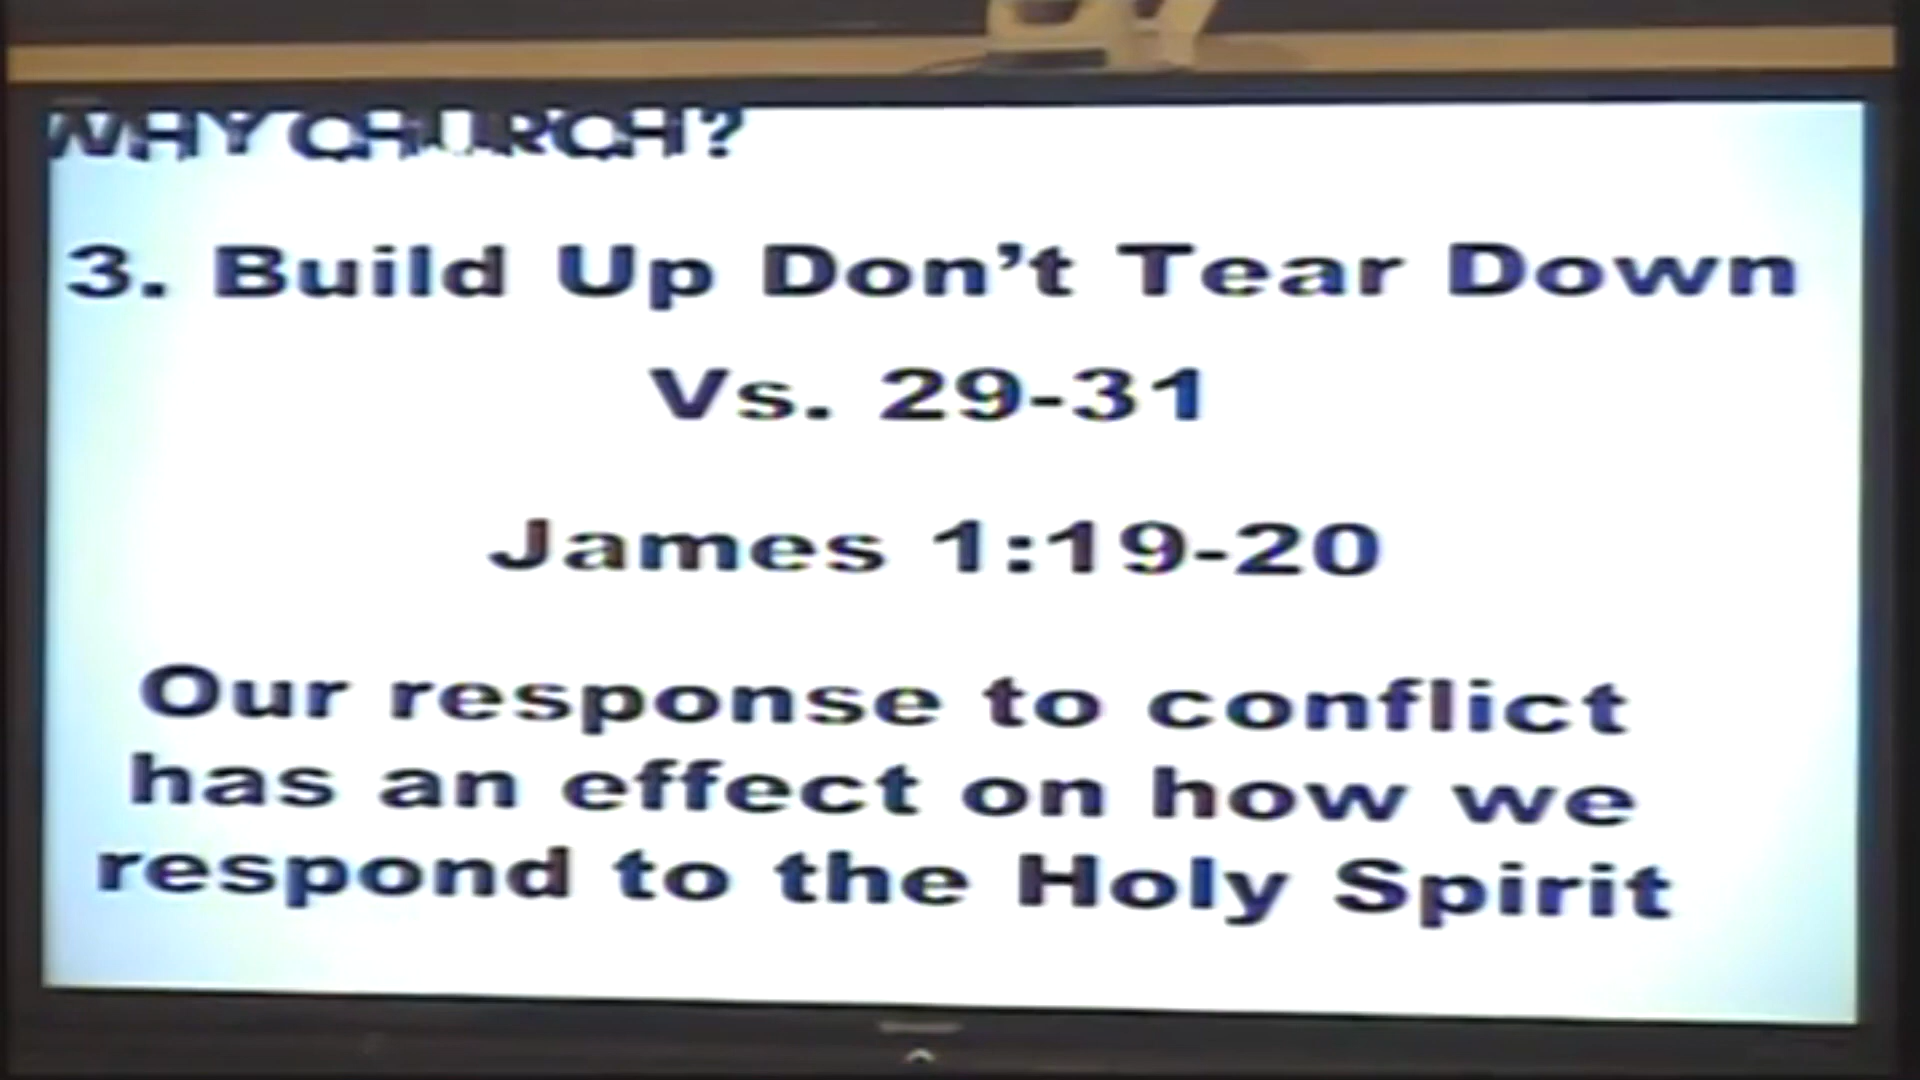 WHY CHURCH?
3. Build Up Don’t Tear Down
Vs. 29-31
James 1:19-20
Our response to conflict
has an effect on how we
respond to the Holy Spirit